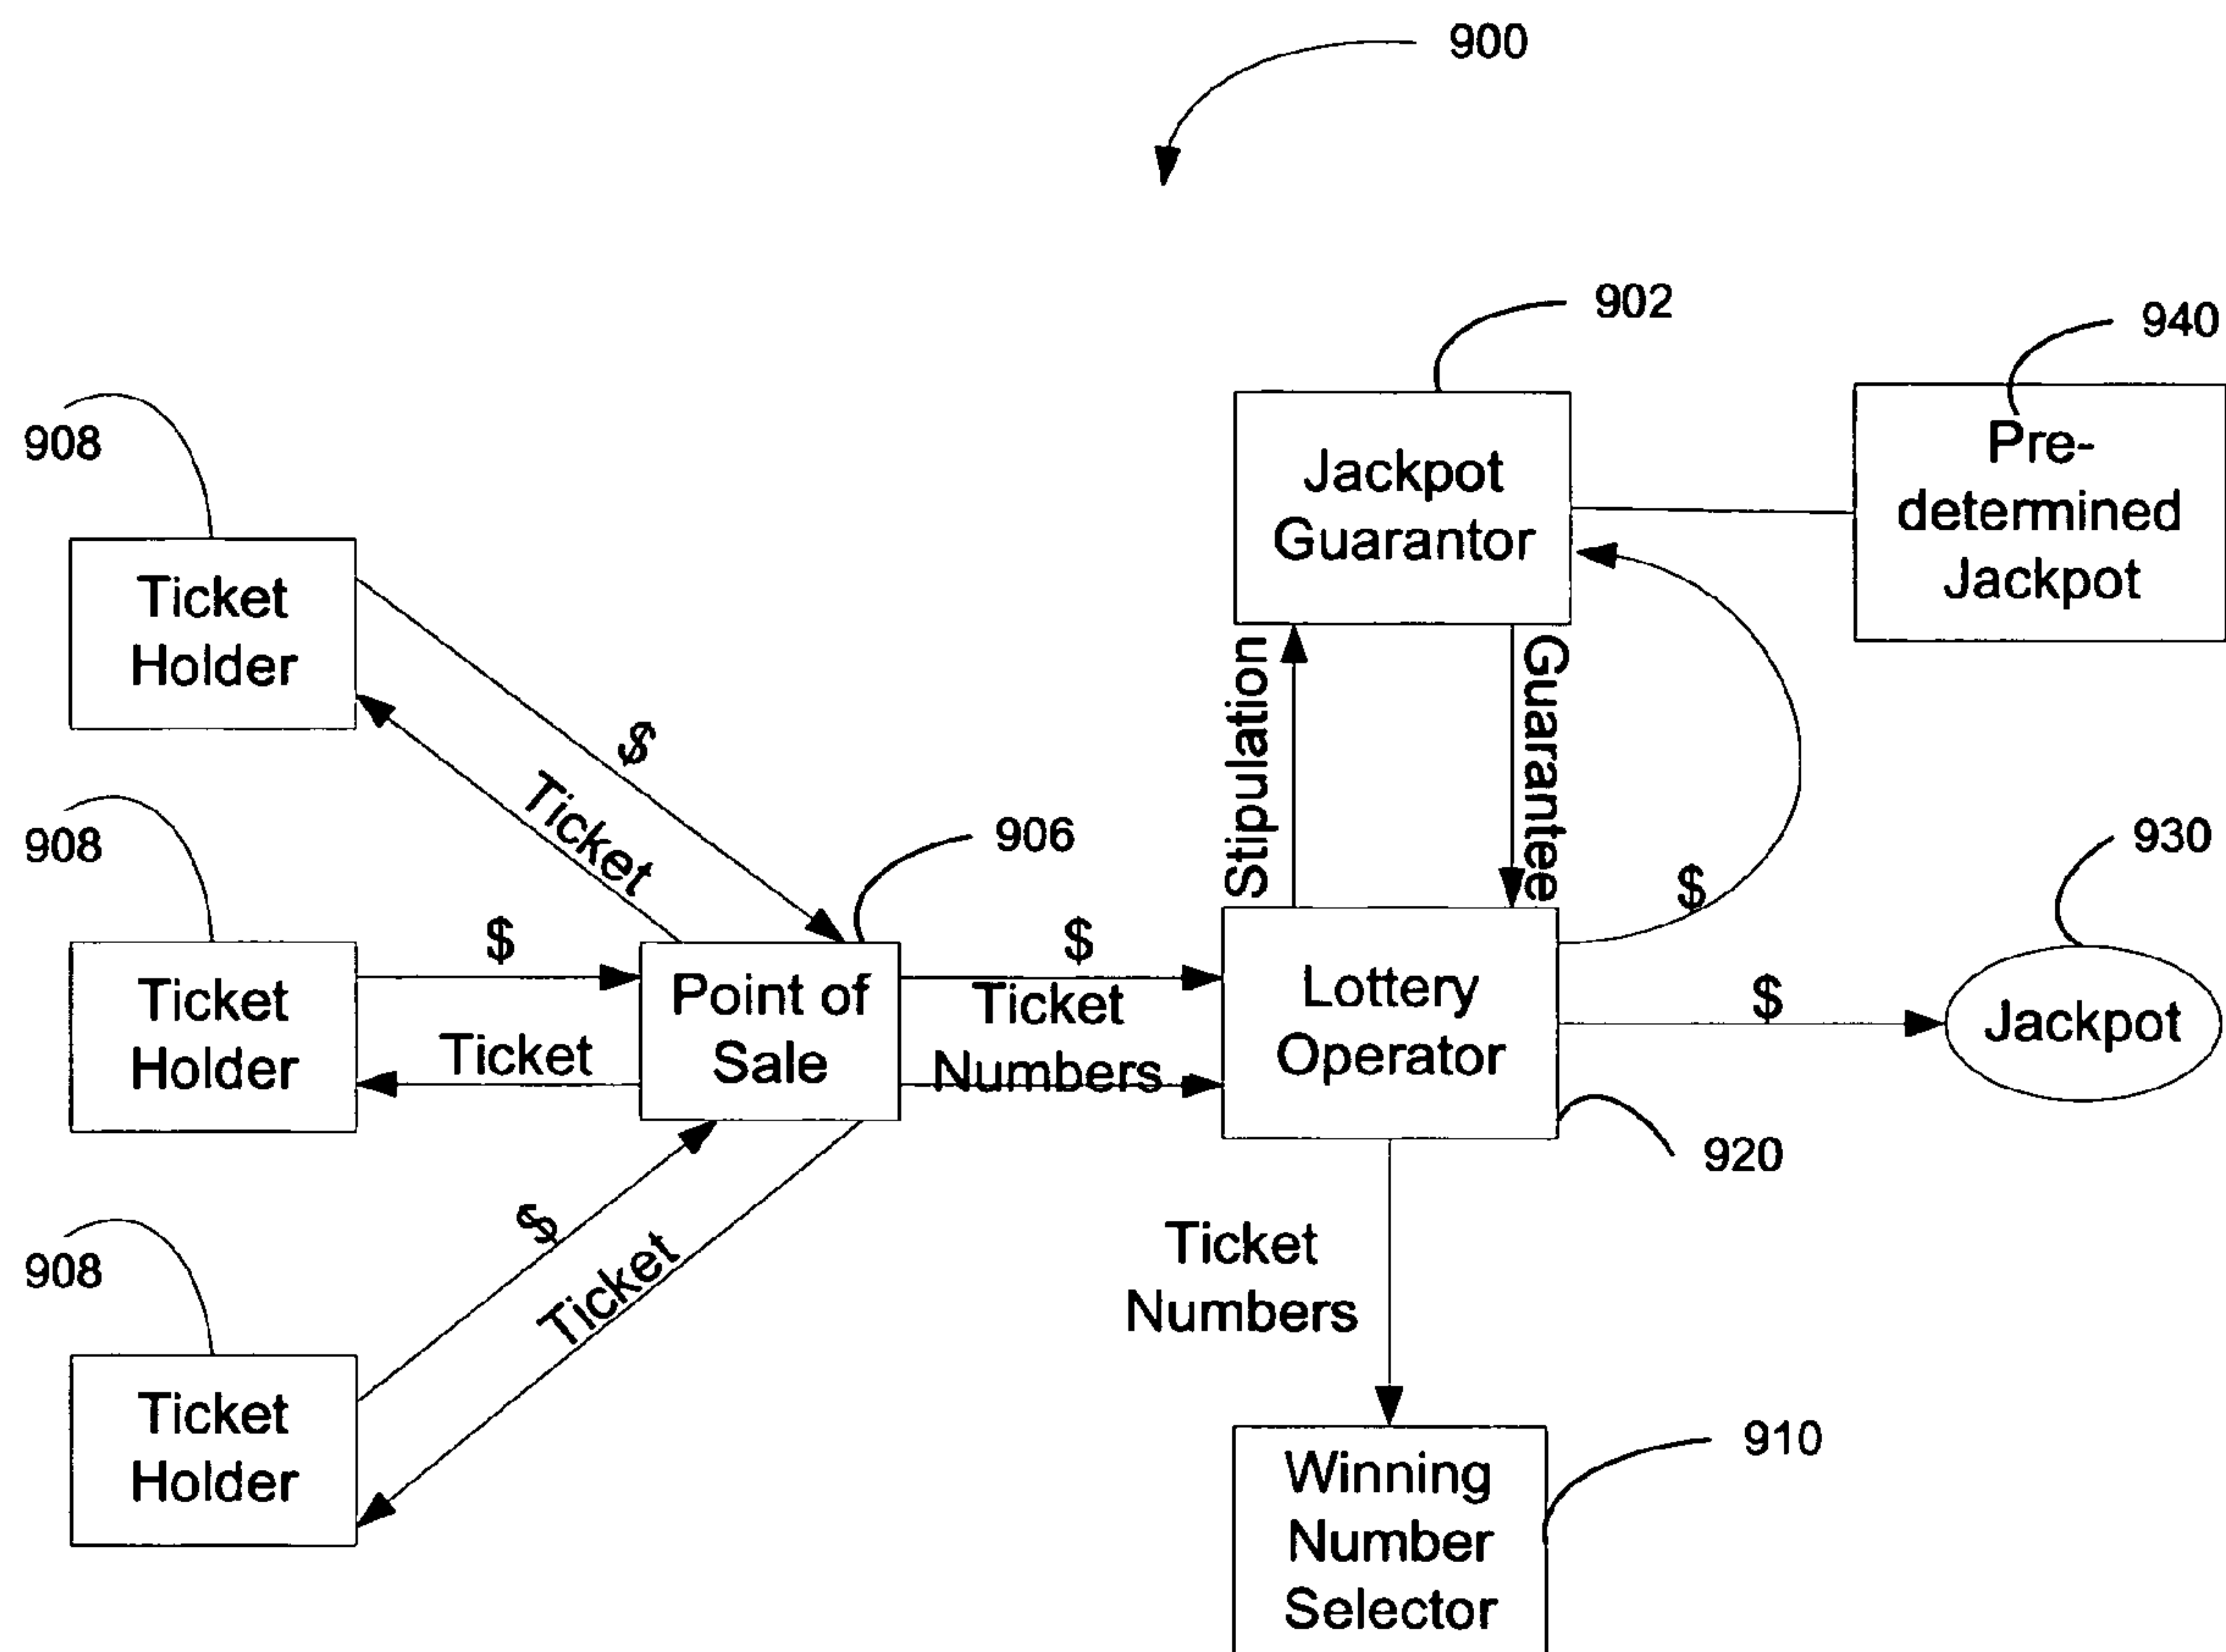 900
902
940
Pre-
determined
Jackpot
Jackpot
Guarantor
908
Ticket
Holder
$
Ticket
Stipulation
Guarantee
$
908
906
930
Ticket
Holder
$
Ticket
Point of
Sale
$
Ticket
Numbers
Lottery
Operator
$
Jackpot
920
908
$
Ticket
Ticket
Numbers
Ticket
Holder
910
Winning
Number
Selector